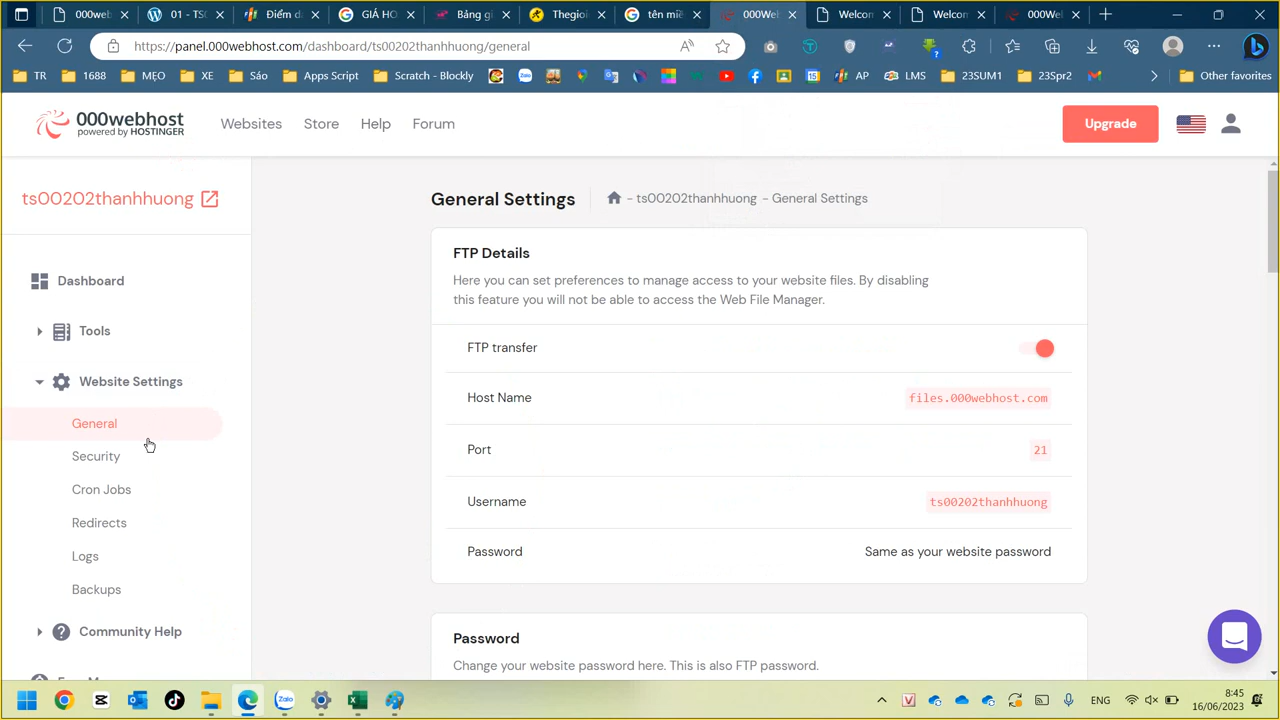 000web
01 - TSC
Điểm d
GIÁ HO
Bảng gi
Thegioi
tên miề
000Wel
Welcon
Welcom
000Wel
https://panel.000webhost.com/dashboard/ts00202thanhhuong/general
TR
1688
MẸO
XE
Sáo
Apps Script
Scratch - Blockly
AP
LMS
23SUM1
23Spr2
Other favorites
000webhost
powered by HOSTINGER
Websites
Store
Help
Forum
Upgrade
ts00202thanhhuong
General Settings
- ts00202thanhhuong - General Settings
Dashboard
Tools
Website Settings
General
Security
Cron Jobs
Redirects
Logs
Backups
Community Help
FTP Details
Here you can set preferences to manage access to your website files. By disabling
this feature you will not be able to access the Web File Manager.
FTP transfer
Host Name
files.000webhost.com
Port
21
Username
ts00202thanhhuong
Password
Same as your website password
Password
Change your website password here. This is also FTP password.
ENG
8:45
16/06/2023